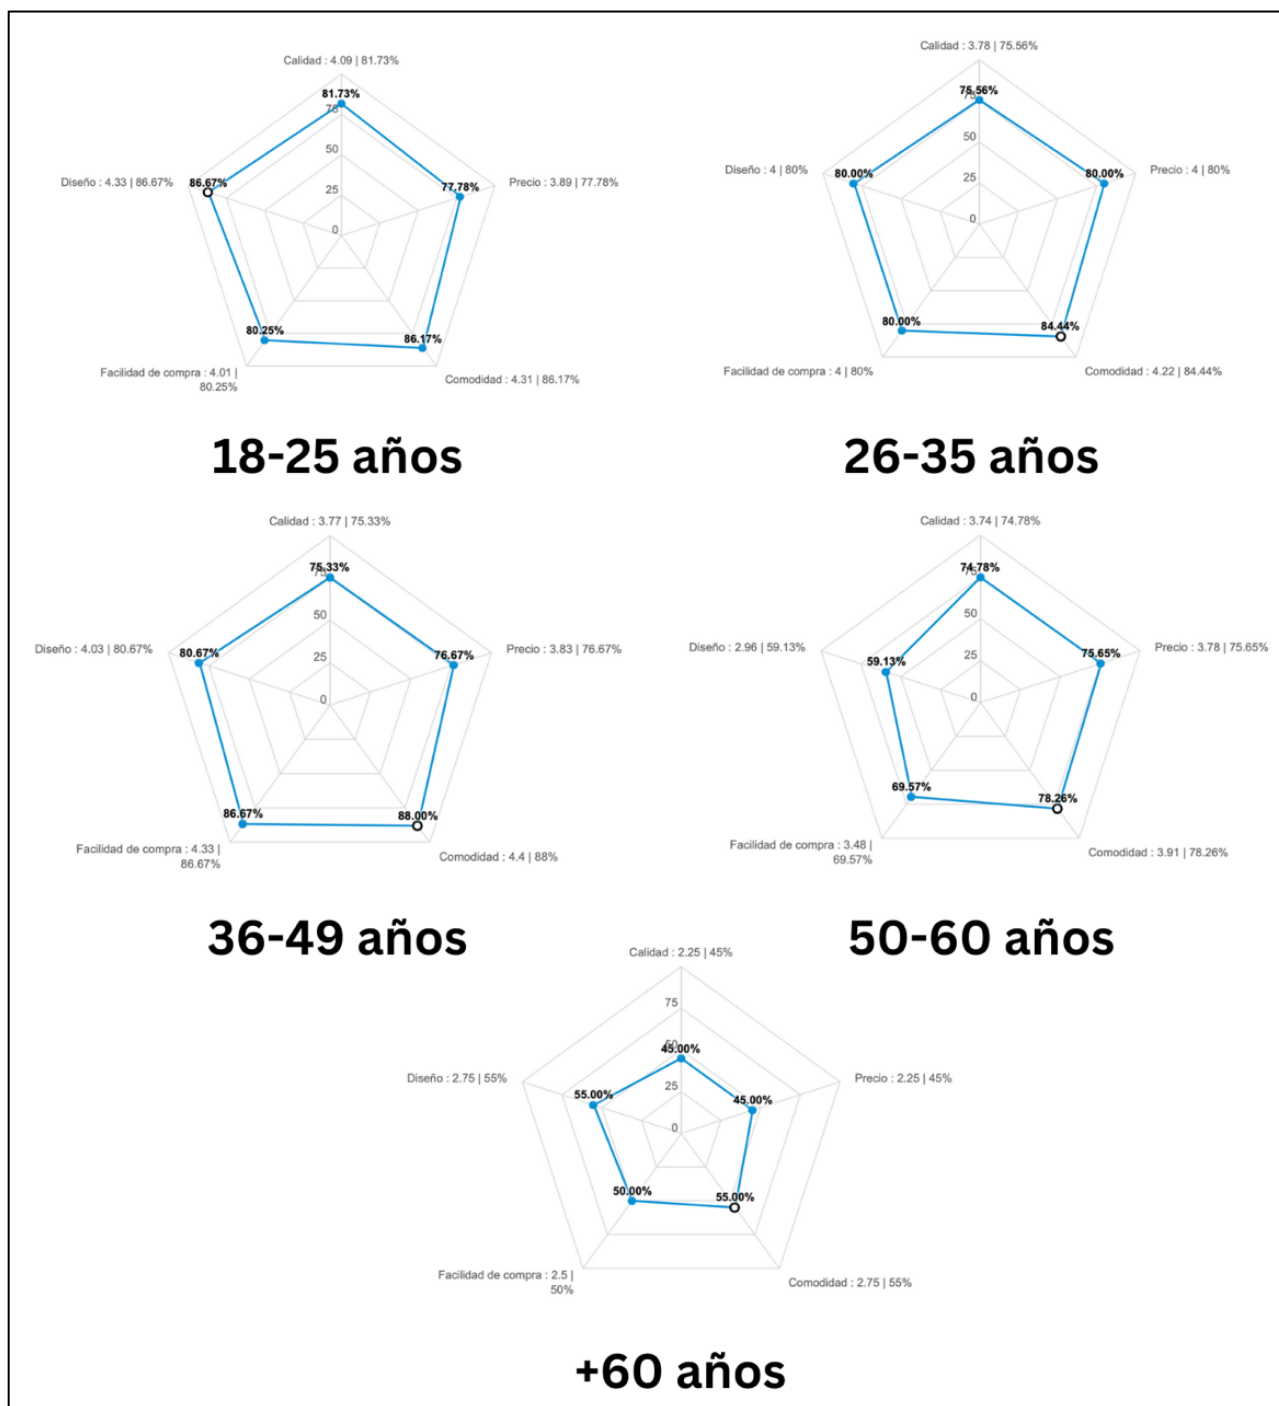 Calidad : 4.09 | 81.73%
81.73%
75
50
25
0
Diseño : 4.33 | 86.67%
86.67%
77.78%
Precio : 3.89 | 77.78%
80.25%
86.17%
Facilidad de compra : 4.01 |
80.25%
Comodidad : 4.31 | 86.17%
18-25 años
Calidad : 3.78 | 75.56%
75.56%
75
50
25
0
Diseño : 4 | 80%
80.00%
80.00%
Precio : 4 | 80%
80.00%
84.44%
Facilidad de compra : 4 | 80%
Comodidad : 4.22 | 84.44%
26-35 años
Calidad : 3.77 | 75.33%
75.33%
75
50
25
0
Diseño : 4.03 | 80.67%
80.67%
76.67%
Precio : 3.83 | 76.67%
86.67%
88.00%
Facilidad de compra : 4.33 |
86.67%
Comodidad : 4.4 | 88%
36-49 años
Calidad : 3.74 | 74.78%
74.78%
75
50
25
0
Diseño : 2.96 | 59.13%
59.13%
75.65%
Precio : 3.78 | 75.65%
69.57%
78.26%
Facilidad de compra : 3.48 |
69.57%
Comodidad : 3.91 | 78.26%
50-60 años
Calidad : 2.25 | 45%
75
50
45.00%
25
0
Diseño : 2.75 | 55%
55.00%
45.00%
Precio : 2.25 | 45%
50.00%
55.00%
Facilidad de compra : 2.5 |
50%
Comodidad : 2.75 | 55%
+60 años